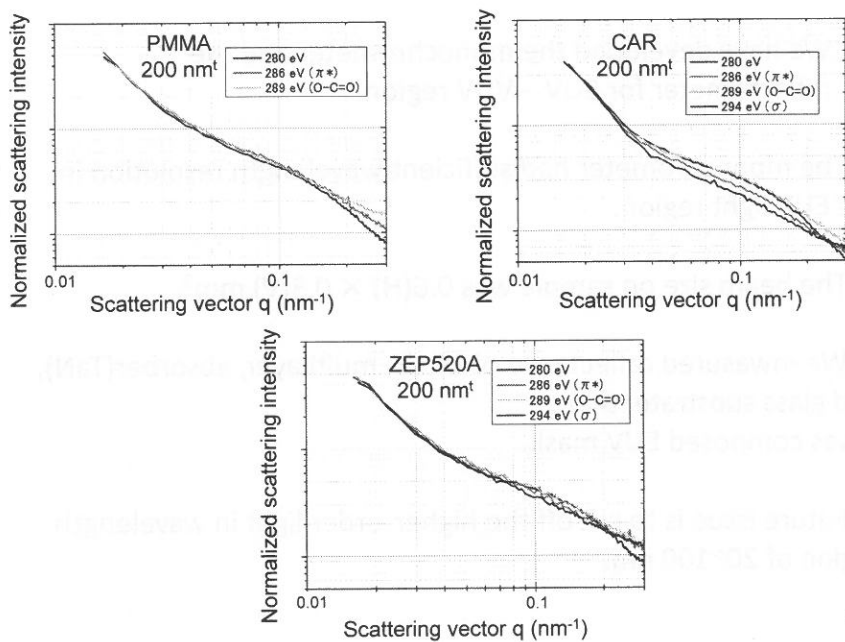 PMMA
200 nmᵗ
280 eV
286 eV (π*)
289 eV (O-C=O)
Normalized scattering intensity
0.01
0.1
Scattering vector q (nm⁻¹)
CAR
200 nmᵗ
280 eV
286 eV (π*)
289 eV (O-C=O)
294 eV (σ)
Normalized scattering intensity
0.01
0.1
Scattering vector q (nm⁻¹)
ZEP520A
200 nmᵗ
280 eV
286 eV (π*)
289 eV (O-C=O)
294 eV (σ)
Normalized scattering intensity
0.01
0.1
Scattering vector q (nm⁻¹)